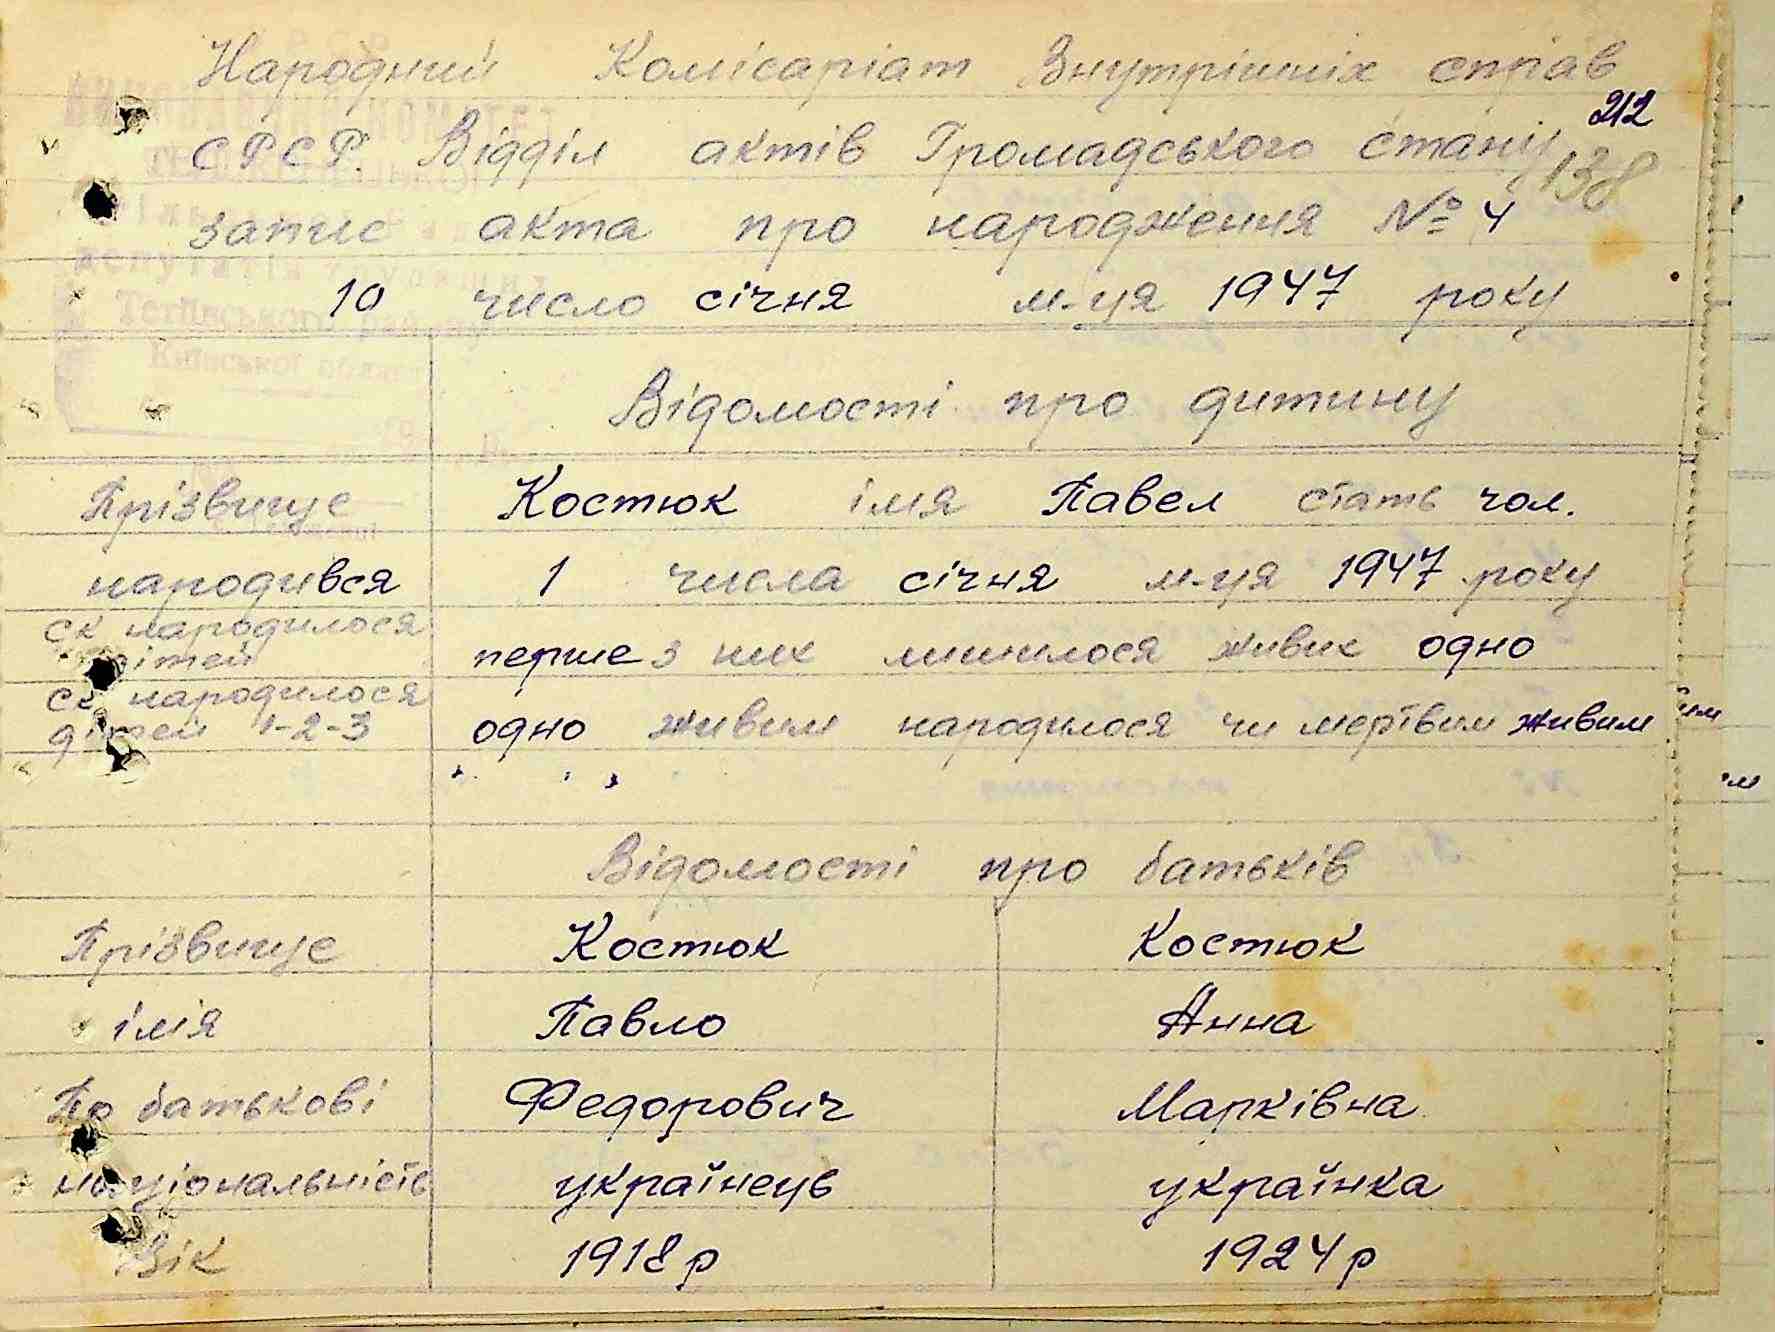 Народний Комісаріат Внутрішніх справ
212
СРСР Відділ актів Громадського стану
138
запис акта про народження № 4
10 число січня м-ця 1947 року
Відомості про дитину
Прізвище Костюк імя Павел стать чол.
народився 1 числа січня м-ця 1947 року
ск народилося
дітей перше з них лишилося живих одно
ск народилося
дітей 1-2-3 одно живим народилося чи мертвим живим
Відомості про батьків
Прізвище Костюк Костюк
імія Павло Анна
По батькові Федорович Марківна
національність українець українка
Вік 1918 р 1924 р